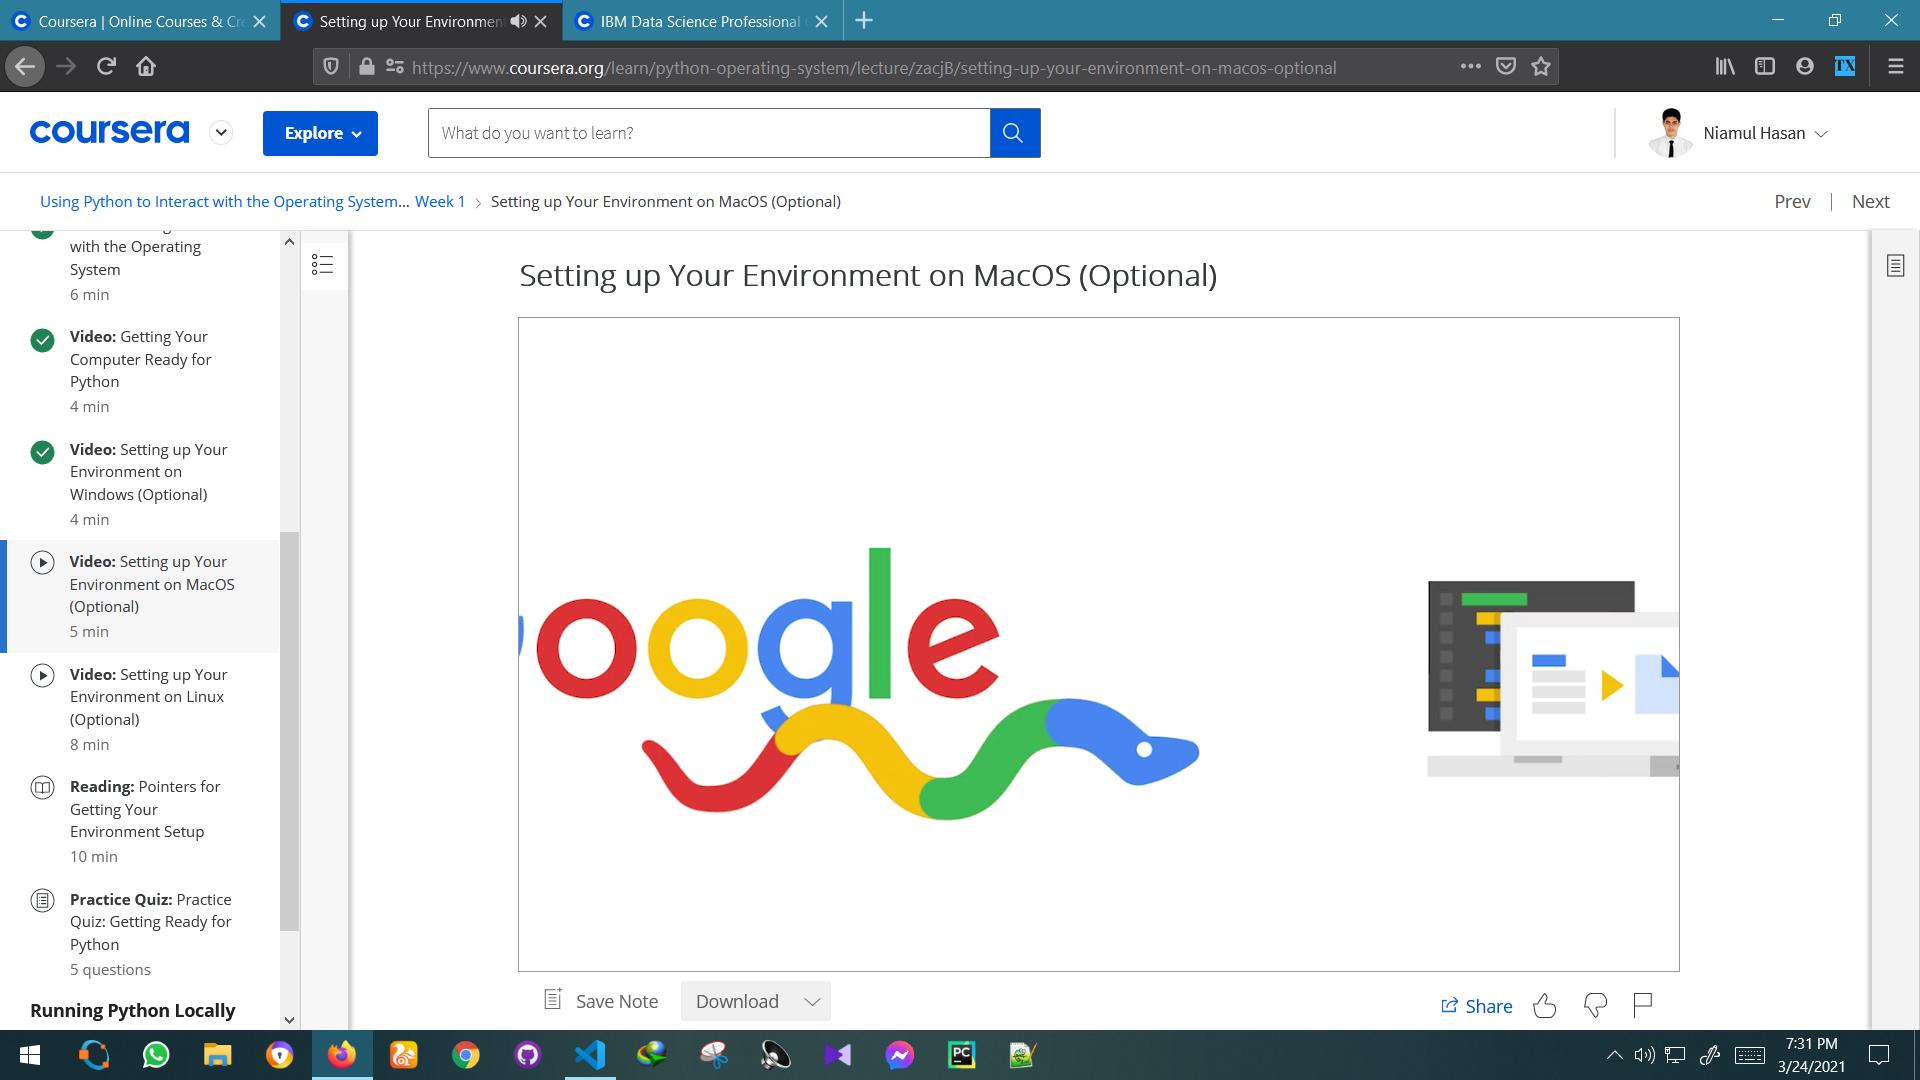 Coursera | Online Courses & Cre
Setting up Your Environmen
IBM Data Science Professional
https://www.coursera.org/learn/python-operating-system/lecture/zacjB/setting-up-your-environment-on-macos-optional
TX
coursera
Explore
What do you want to learn?
Niamul Hasan
Using Python to Interact with the Operating System... Week 1 > Setting up Your Environment on MacOS (Optional)
Prev | Next
with the Operating
System
6 min
Video: Getting Your
Computer Ready for
Python
4 min
Video: Setting up Your
Environment on
Windows (Optional)
4 min
Video: Setting up Your
Environment on MacOS
(Optional)
5 min
Video: Setting up Your
Environment on Linux
(Optional)
8 min
Reading: Pointers for
Getting Your
Environment Setup
10 min
Practice Quiz: Practice
Quiz: Getting Ready for
Python
5 questions
Running Python Locally
Setting up Your Environment on MacOS (Optional)
oogle
Save Note
Download
Share
PC
7:31 PM
3/24/2021